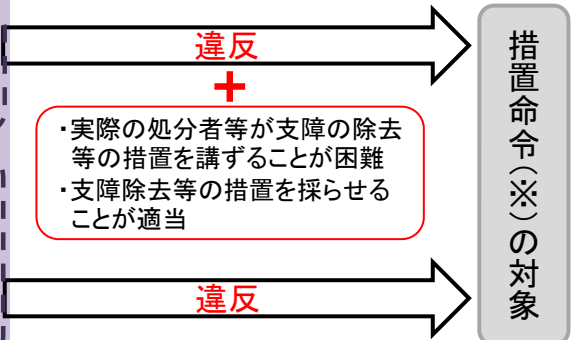 違反
+
・実際の処分者等が支障の除去
等の措置を講ずることが困難
・支障除去等の措置を採らせる
ことが適当
違反
措置命令(※)の対象